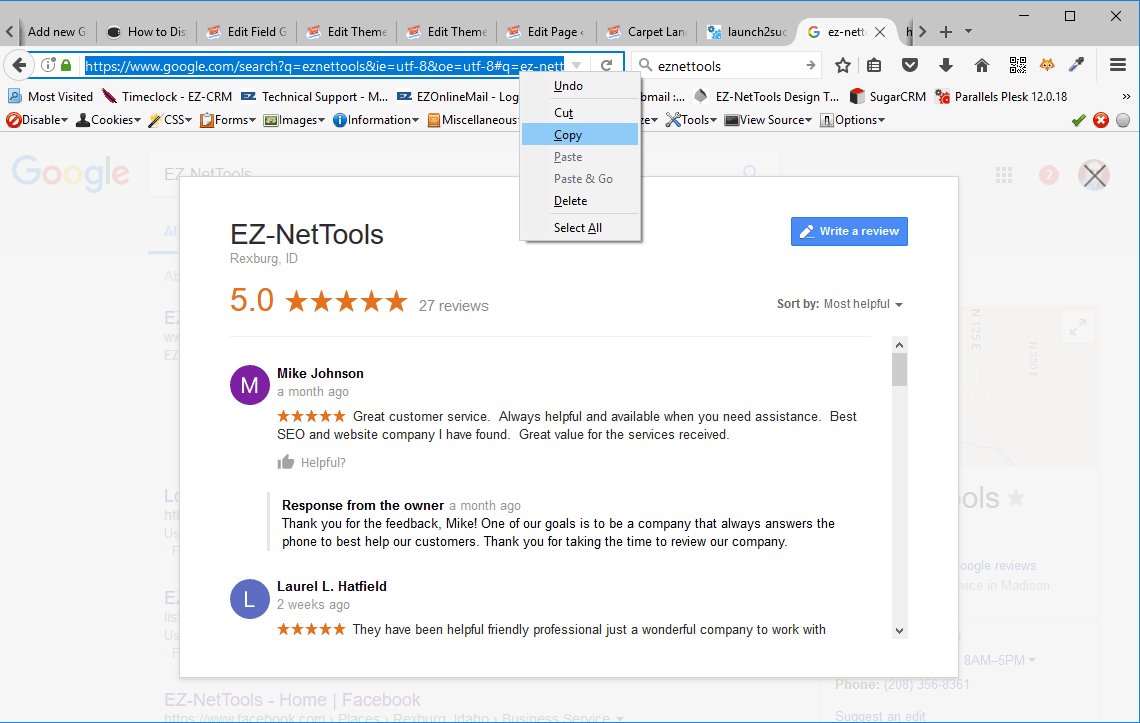 Add new G
How to Dis
Edit Field G
Edit Theme
Edit Theme
Edit Page ‹
Carpet Lan
launch2suc
ez-nett
https://www.google.com/search?q=eznettools&ie=utf-8&oe=utf-8#q=ez-nett
eznettools
Most Visited
Timeclock - EZ-CRM
Technical Support - M...
EZOnlineMail - Log
bmail :...
EZ-NetTools Design T...
SugarCRM
Parallels Plesk 12.0.18
»
Disable
Cookies
CSS
Forms
Images
Information
Miscellaneous
Tools
View Source
Options
Undo
Cut
Copy
Paste
Paste & Go
Delete
Select All
Google
EZ NetTools
2
EZ-NetTools
Write a review
Rexburg, ID
5.0
27 reviews
Sort by: Most helpful
N 125 E
N 250 E
M
Mike Johnson
a month ago
Great customer service. Always helpful and available when you need assistance. Best
SEO and website company I have found. Great value for the services received.
Helpful?
Response from the owner a month ago
Thank you for the feedback, Mike! One of our goals is to be a company that always answers the
phone to best help our customers. Thank you for taking the time to review our company.
L
Laurel L. Hatfield
2 weeks ago
They have been helpful friendly professional just a wonderful company to work with
ols
oogle reviews
vice in Madison
8AM–5PM
Phone: (208) 356-8361
Suggest an edit
EZ-NetTools - Home | Facebook
https://www.facebook.com › Places › Rexburg, Idaho › Business Service